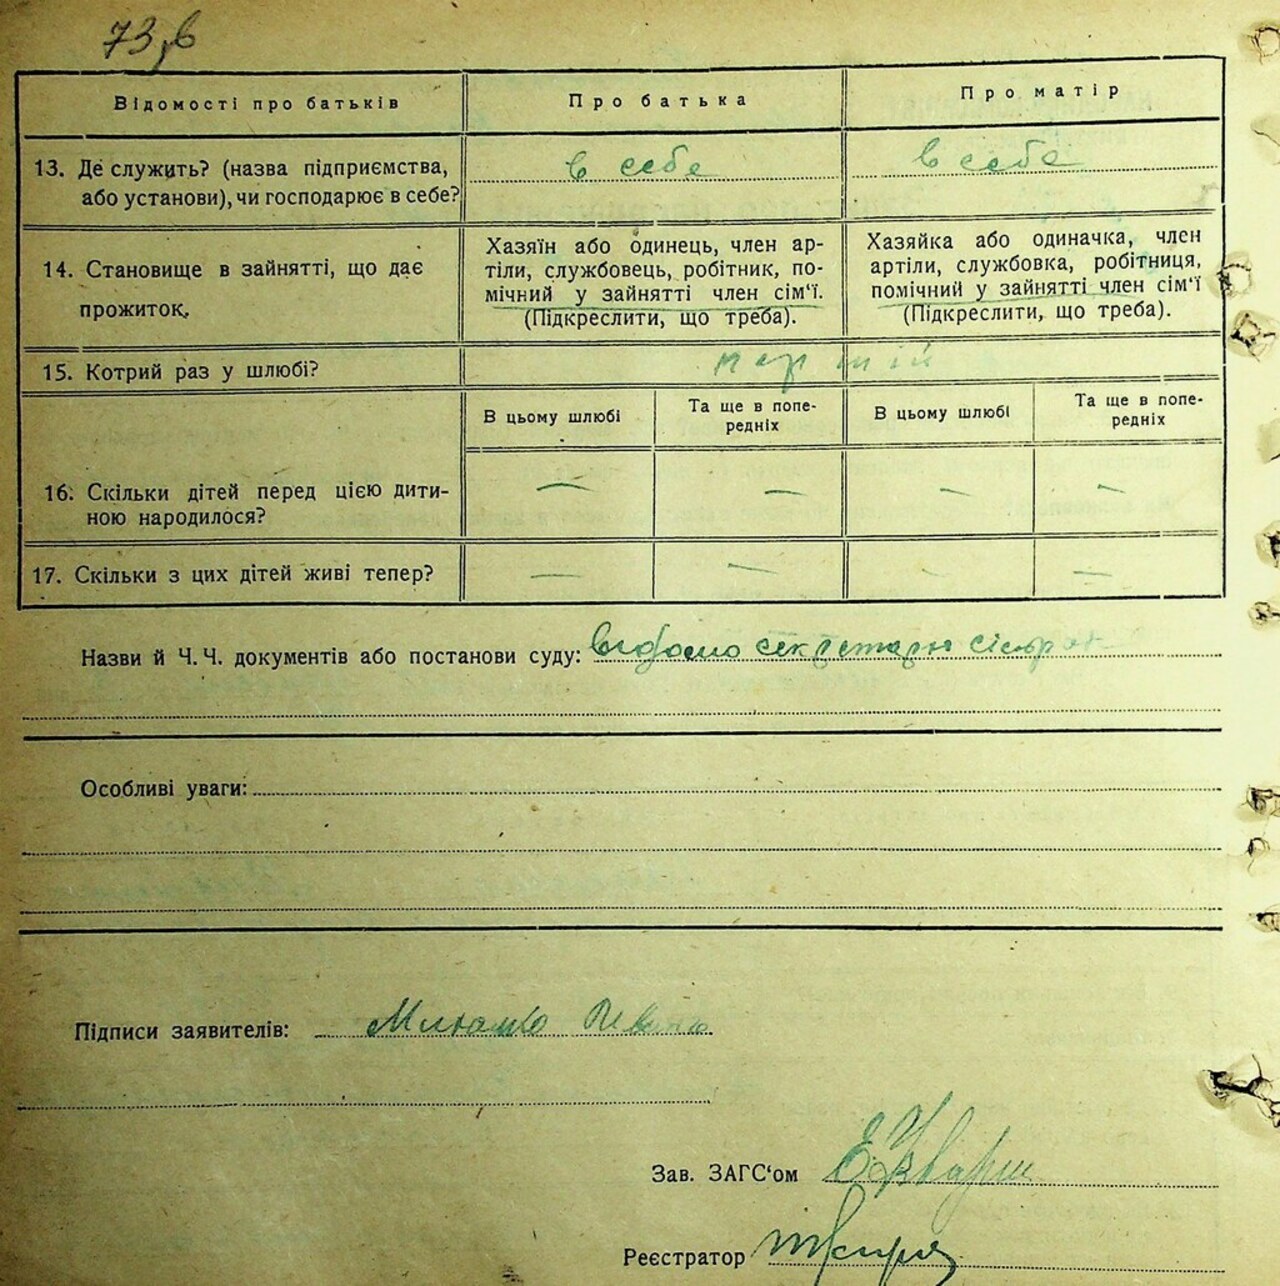 73,в
Відомості про батьків
Про батька
Про матір
13. Де служить? (назва підприємства,
або установи), чи господарює в себе?
в себе
в себе
14. Становище в зайнятті, що дає
прожиток.
Хазяїн або одинець, член ар-
тіли, службовець, робітник, по-
мічний у зайнятті член сім‘ї.
(Підкреслити, що треба).
Хазяйка або одиначка, член
артіли, службовка, робітниця,
помічний у зайнятті член сім‘ї
(Підкреслити, що треба).
15. Котрий раз у шлюбі?
перший
В цьому шлюбі
Та ще в попе-
редніх
В цьому шлюбі
Та ще в попе-
редніх
16. Скільки дітей перед цією дити-
ною народилося?
— — — —
17. Скільки з цих дітей живі тепер?
— — — —
Назви й Ч.Ч. документів або постанови суду: відомо секретарю
Особливі уваги:
Підписи заявителів:
Зав. ЗАГС‘ом
Реєстратор